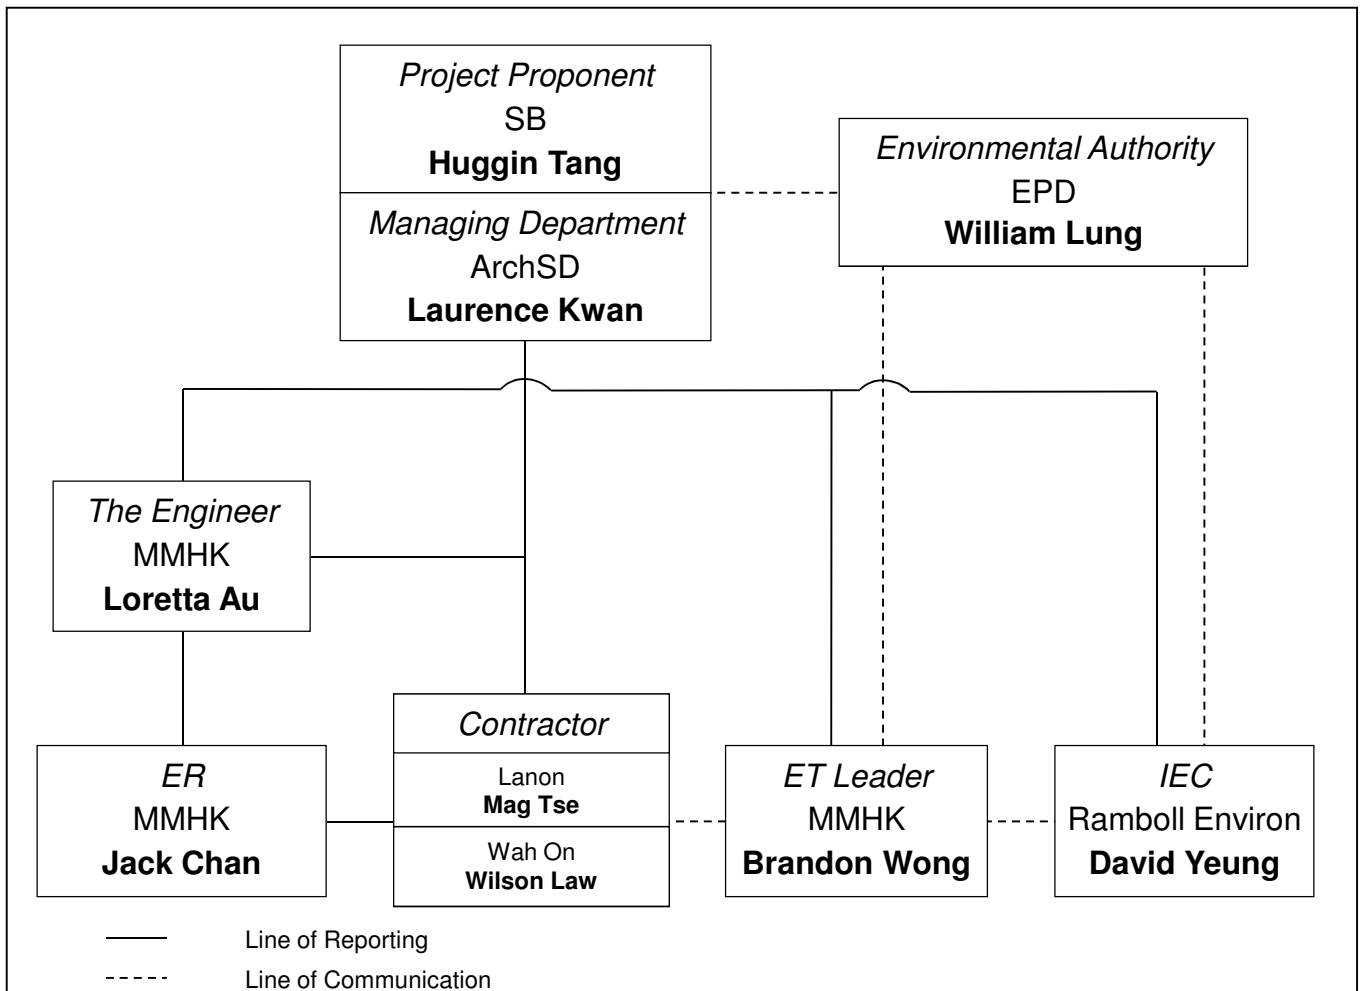 Project Proponent
SB
Huggin Tang
Managing Department
ArchSD
Laurence Kwan
Environmental Authority
EPD
William Lung
The Engineer
MMHK
Loretta Au
ER
MMHK
Jack Chan
Contractor
Lanon
Mag Tse
Wah On
Wilson Law
ET Leader
MMHK
Brandon Wong
IEC
Ramboll Environ
David Yeung
Line of Reporting
Line of Communication